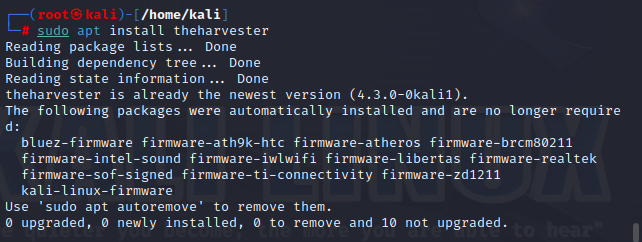 ┌──(root㉿kali)-[/home/kali]
└─# sudo apt install theharvester
Reading package lists... Done
Building dependency tree... Done
Reading state information... Done
theharvester is already the newest version (4.3.0-0kali1).
The following packages were automatically installed and are no longer require
d:
  bluez-firmware firmware-ath9k-htc firmware-atheros firmware-brcm80211
  firmware-intel-sound firmware-iwlwifi firmware-libertas firmware-realtek
  firmware-sof-signed firmware-ti-connectivity firmware-zd1211
  kali-linux-firmware
Use 'sudo apt autoremove' to remove them.
0 upgraded, 0 newly installed, 0 to remove and 10 not upgraded.